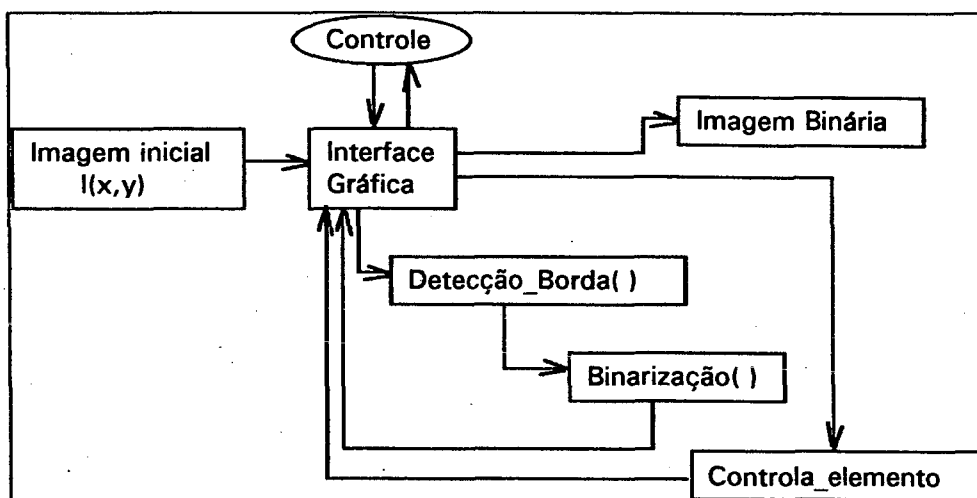 Controle
Imagem Binária
Imagem inicial
I(x,y)
Interface
Gráfica
Detecção_Borda( )
Binarização( )
Controla_elemento